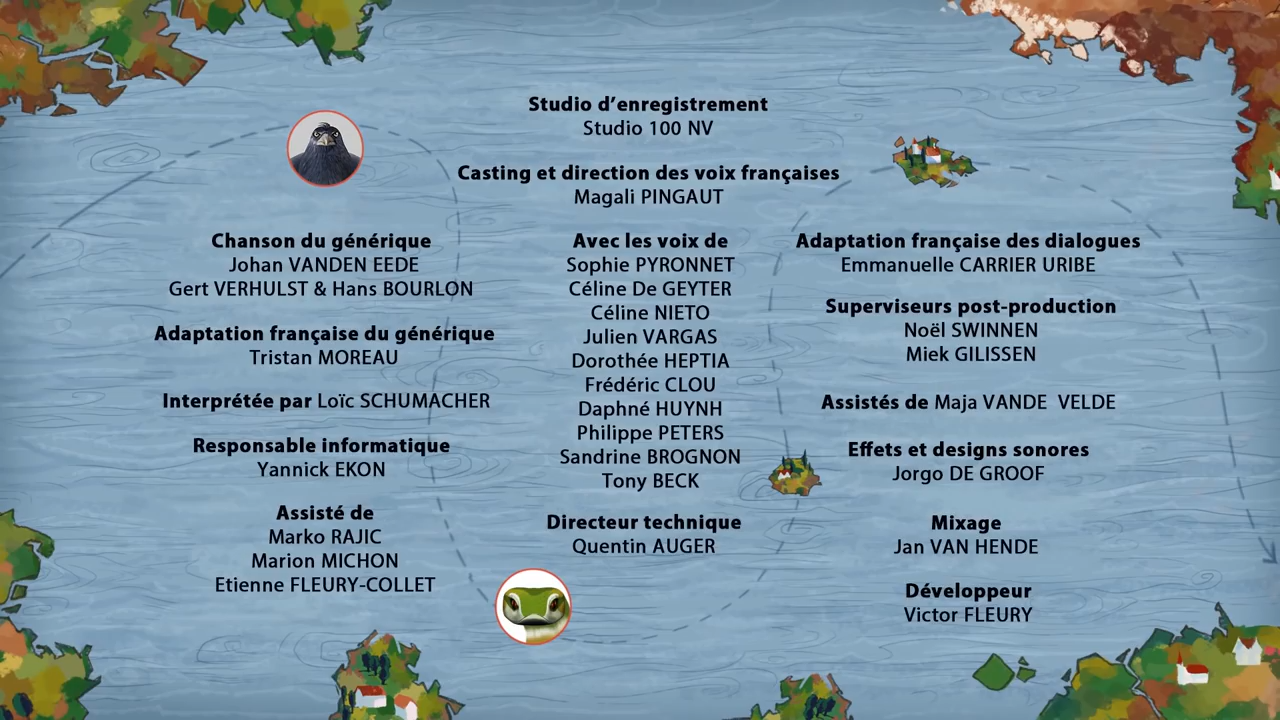 Studio d’enregistrement
Studio 100 NV
Casting et direction des voix françaises
Magali PINGAUT
Chanson du générique
Johan VANDEN EEDE
Gert VERHULST & Hans BOURLON
Adaptation française du générique
Tristan MOREAU
Interprétée par Loïc SCHUMACHER
Responsable informatique
Yannick EKON
Assisté de
Marko RAJIC
Marion MICHON
Etienne FLEURY-COLLET
Avec les voix de
Sophie PYRONNET
Céline De GEYTER
Céline NIETO
Julien VARGAS
Dorothée HEPTIA
Frédéric CLOU
Daphné HUYNH
Philippe PETERS
Sandrine BROGNON
Tony BECK
Directeur technique
Quentin AUGER
Adaptation française des dialogues
Emmanuelle CARRIER URIBE
Superviseurs post-production
Noël SWINNEN
Miek GILISSEN
Assistés de Maja VANDE  VELDE
Effets et designs sonores
Jorgo DE GROOF
Mixage
Jan VAN HENDE
Développeur
Victor FLEURY